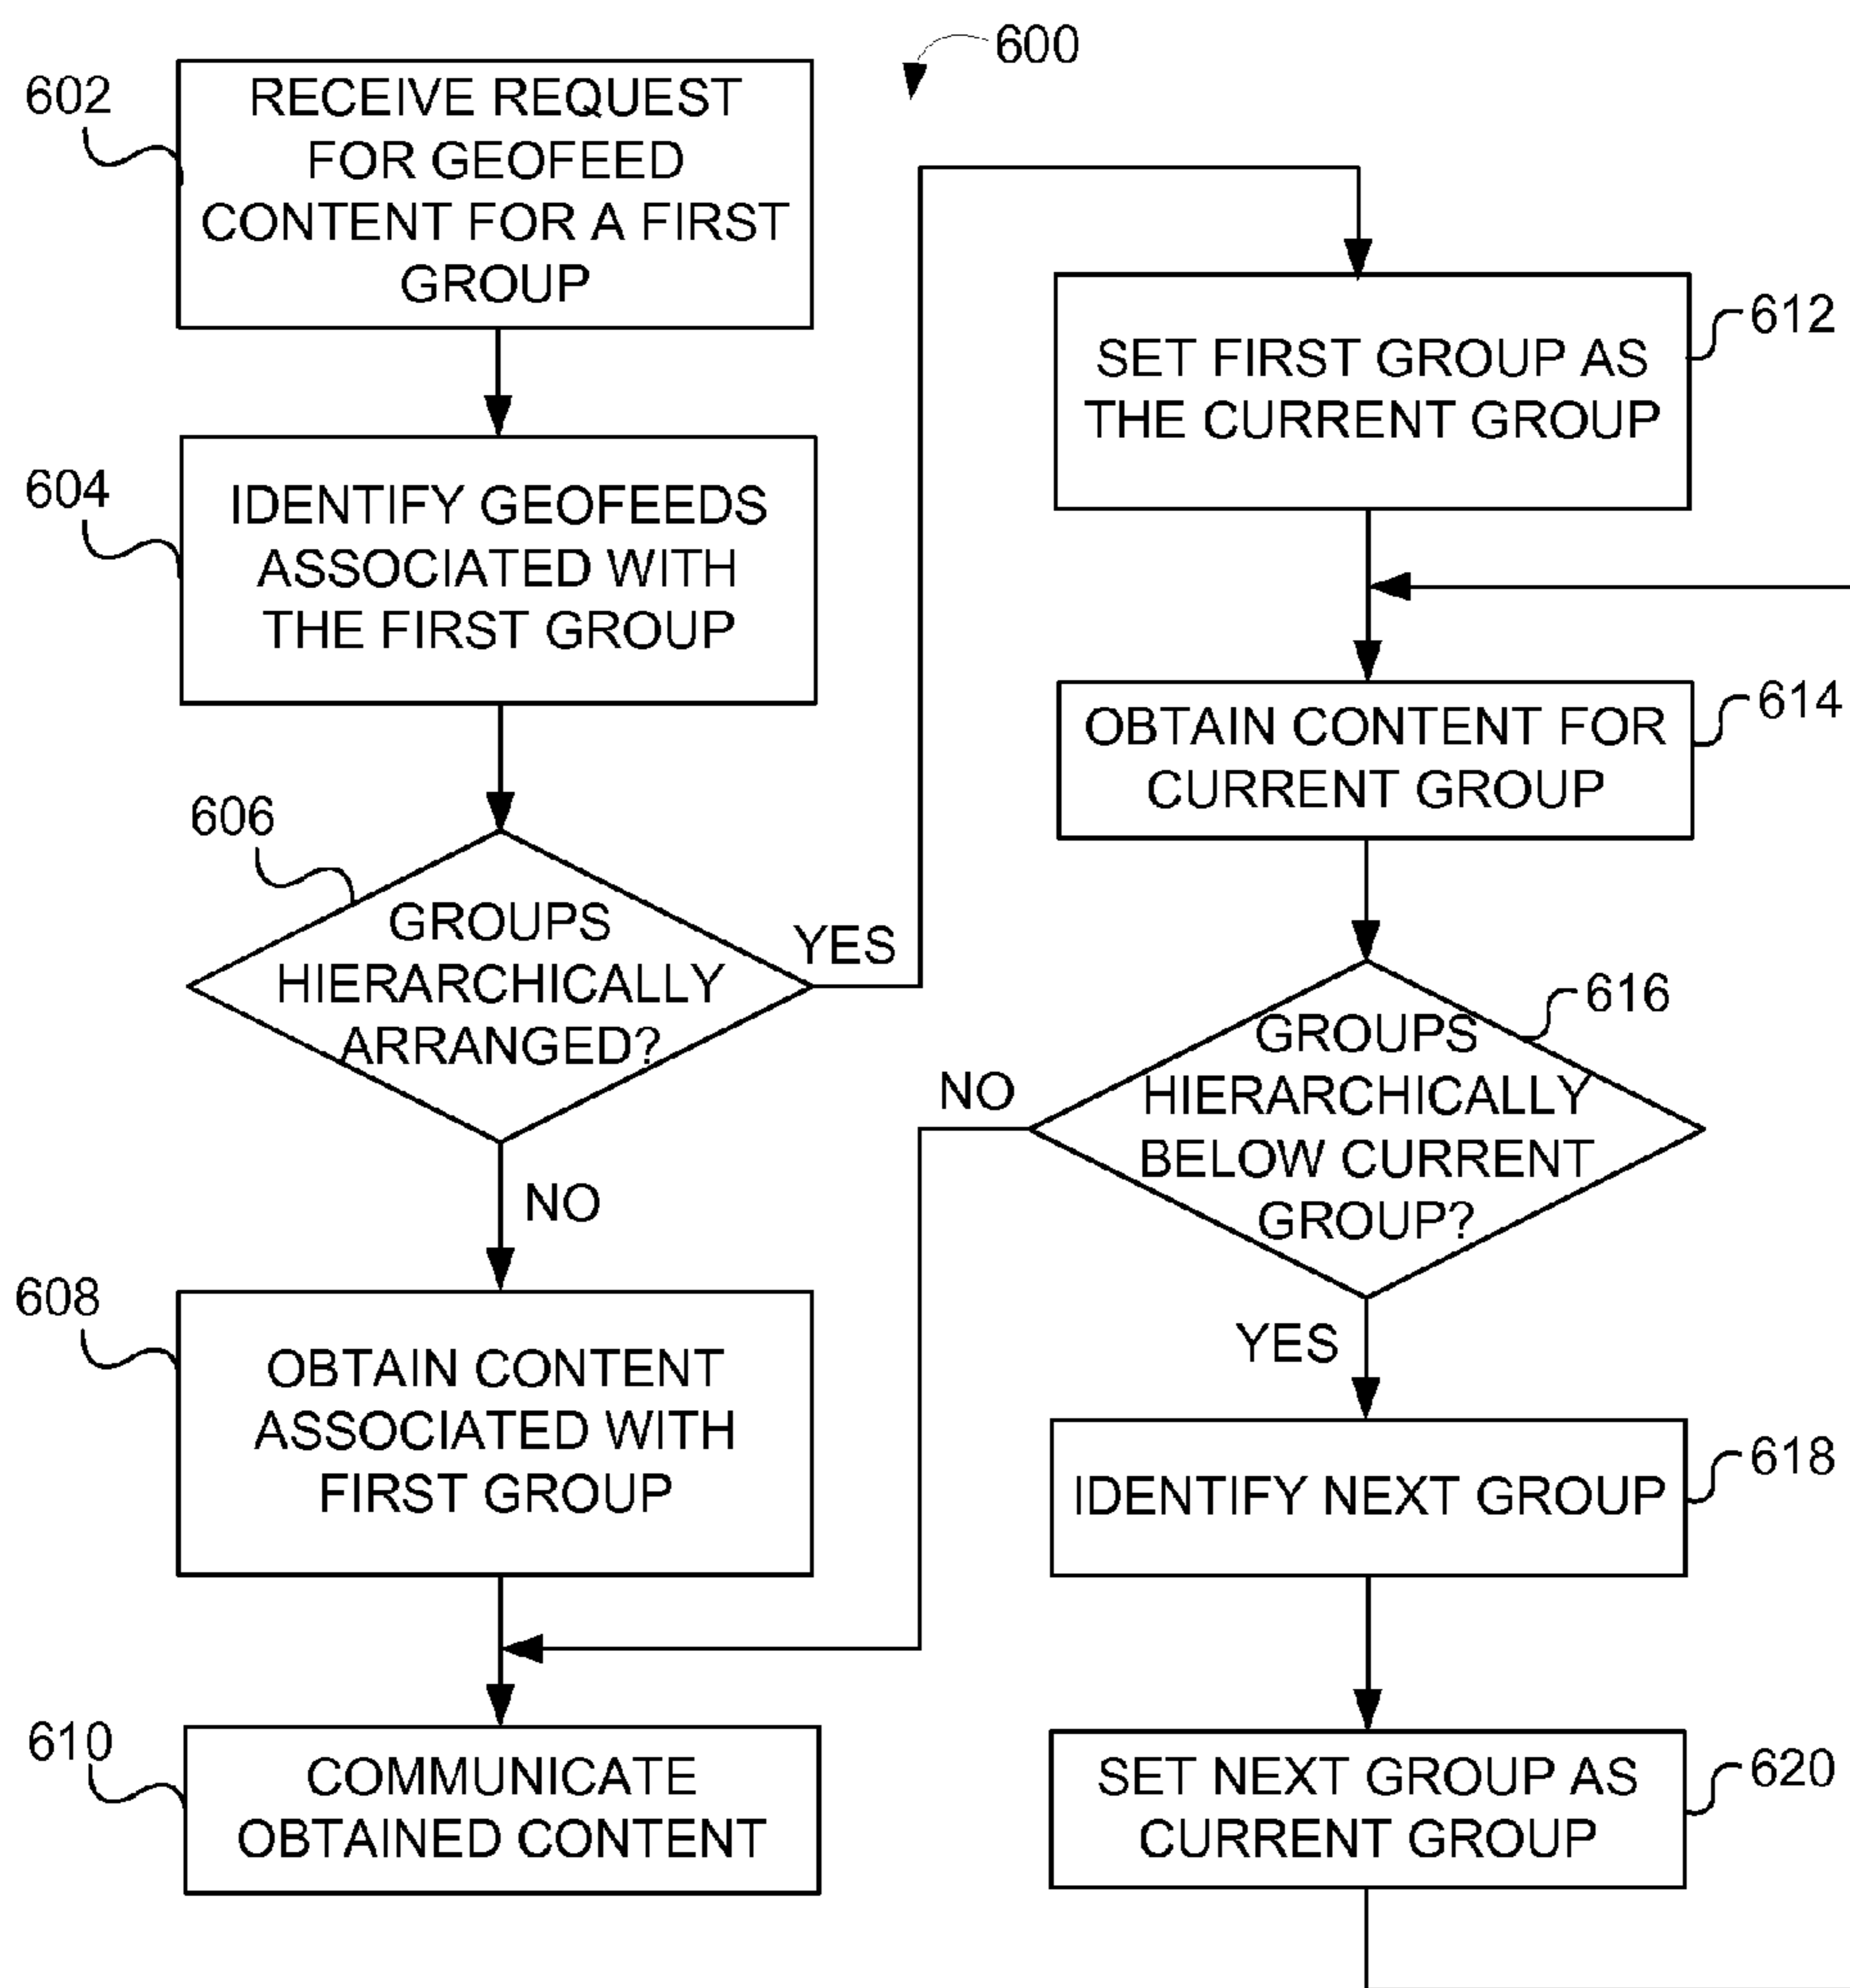 600
602
RECEIVE REQUEST
FOR GEOFEED
CONTENT FOR A FIRST
GROUP
604
IDENTIFY GEOFEEDS
ASSOCIATED WITH
THE FIRST GROUP
606
GROUPS
HIERARCHICALLY
ARRANGED?
YES
NO
608
OBTAIN CONTENT
ASSOCIATED WITH
FIRST GROUP
610
COMMUNICATE
OBTAINED CONTENT
612
SET FIRST GROUP AS
THE CURRENT GROUP
614
OBTAIN CONTENT FOR
CURRENT GROUP
616
GROUPS
HIERARCHICALLY
BELOW CURRENT
GROUP?
NO
YES
618
IDENTIFY NEXT GROUP
620
SET NEXT GROUP AS
CURRENT GROUP